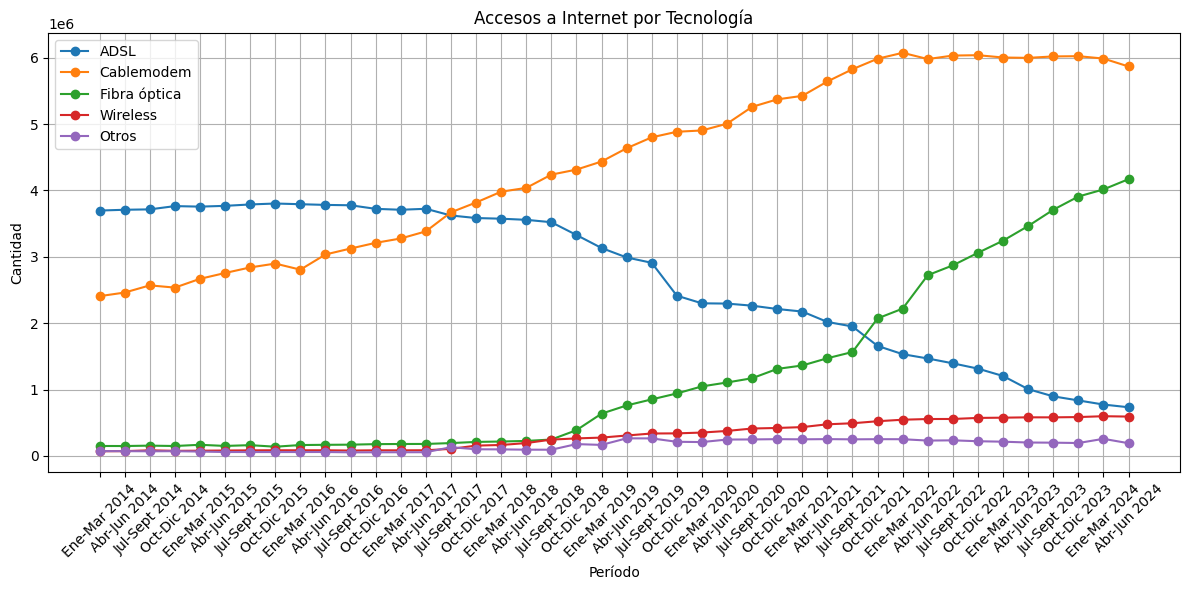 Accesos a Internet por Tecnología
1e6
ADSL
Cablemodem
Fibra óptica
Wireless
Otros
6
5
4
3
2
1
0
Cantidad
Ene-Mar 2014
Abr-Jun 2014
Jul-Sept 2014
Oct-Dic 2014
Ene-Mar 2015
Abr-Jun 2015
Jul-Sept 2015
Oct-Dic 2015
Ene-Mar 2016
Abr-Jun 2016
Jul-Sept 2016
Oct-Dic 2016
Ene-Mar 2017
Abr-Jun 2017
Jul-Sept 2017
Oct-Dic 2017
Ene-Mar 2018
Abr-Jun 2018
Jul-Sept 2018
Oct-Dic 2018
Ene-Mar 2019
Abr-Jun 2019
Jul-Sept 2019
Oct-Dic 2019
Ene-Mar 2020
Abr-Jun 2020
Jul-Sept 2020
Oct-Dic 2020
Ene-Mar 2021
Abr-Jun 2021
Jul-Sept 2021
Oct-Dic 2021
Ene-Mar 2022
Abr-Jun 2022
Jul-Sept 2022
Oct-Dic 2022
Ene-Mar 2023
Abr-Jun 2023
Jul-Sept 2023
Oct-Dic 2023
Ene-Mar 2024
Abr-Jun 2024
Período